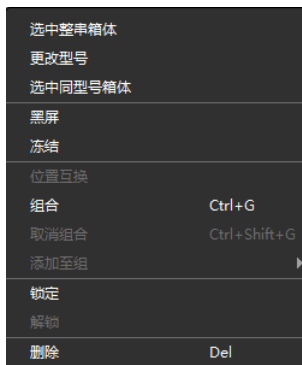 选中整串箱体
更改型号
选中同型号箱体
黑屏
冻结
位置互换
组合 Ctrl+G
取消组合 Ctrl+Shift+G
添加至组
锁定
解锁
删除 Del